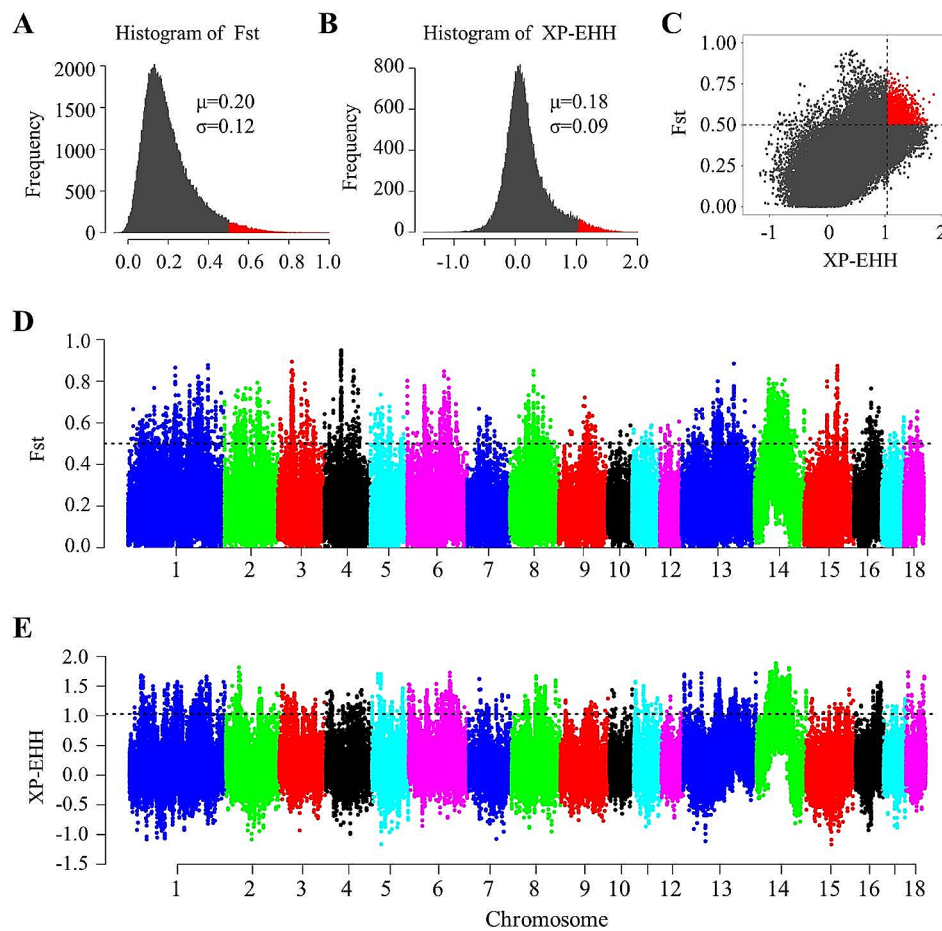 A
Histogram of Fst
Frequency
2000
1500
1000
500
0
μ=0.20
σ=0.12
0.0 0.2 0.4 0.6 0.8 1.0
B
Histogram of XP-EHH
Frequency
800
600
400
200
0
μ=0.18
σ=0.09
-1.0 0.0 1.0 2.0
C
Fst
1.00
0.75
0.50
0.25
0.00
-1 0 1 2
XP-EHH
D
Fst
1.0
0.8
0.6
0.4
0.2
0.0
1 2 3 4 5 6 7 8 9 10 12 13 14 15 16 18
E
XP-EHH
2.0
1.5
1.0
0.5
0.0
-0.5
-1.0
-1.5
1 2 3 4 5 6 7 8 9 10 12 13 14 15 16 18
Chromosome